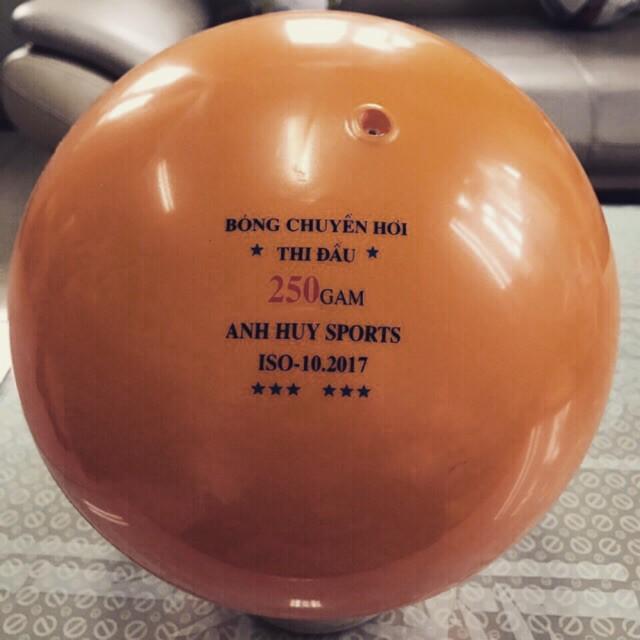 BÓNG CHUYỀN HƠI
★ THI ĐẤU ★
250GAM
ANH HUY SPORTS
ISO-10.2017
★★★ ★★★